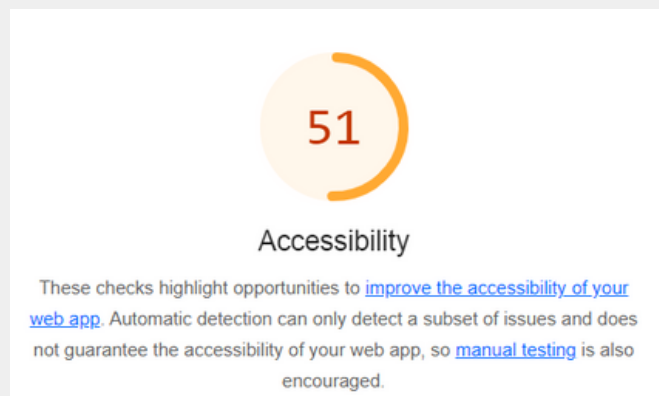 51
Accessibility
These checks highlight opportunities to improve the accessibility of your
web app. Automatic detection can only detect a subset of issues and does
not guarantee the accessibility of your web app, so manual testing is also
encouraged.